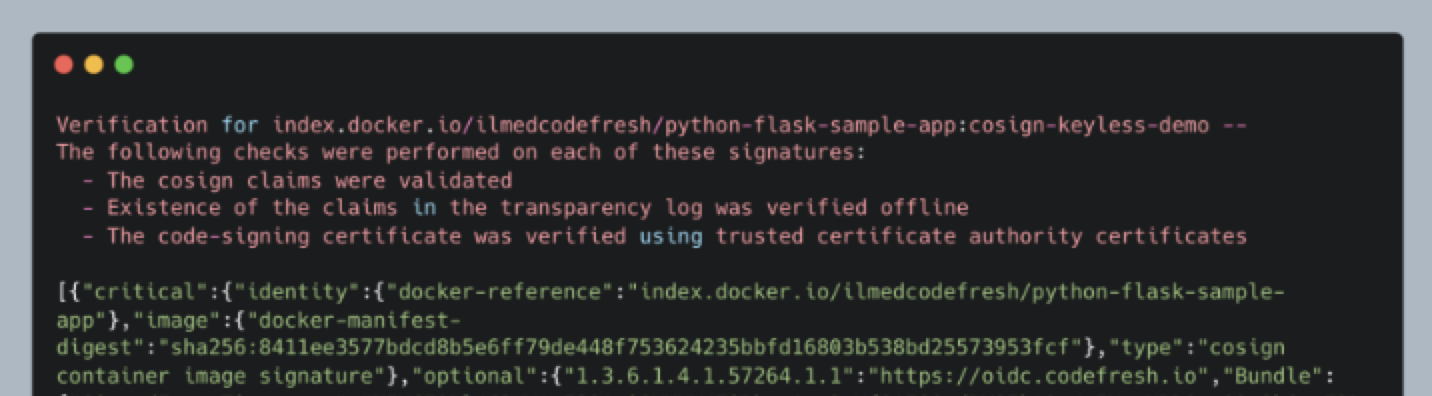 Verification for index.docker.io/ilmedcodefresh/python-flask-sample-app:cosign-keyless-demo --
The following checks were performed on each of these signatures:
- The cosign claims were validated
- Existence of the claims in the transparency log was verified offline
- The code-signing certificate was verified using trusted certificate authority certificates
[{"critical":{"identity":{"docker-reference":"index.docker.io/ilmedcodefresh/python-flask-sample-
app"},"image":{"docker-manifest-
digest":"sha256:8411ee3577bdcd8b5e6ff79de448f753624235bbfd16803b538bd25573953fcf"},"type":"cosign
container image signature"},"optional":{"1.3.6.1.4.1.57264.1.1":"https://oidc.codefresh.io","Bundle":